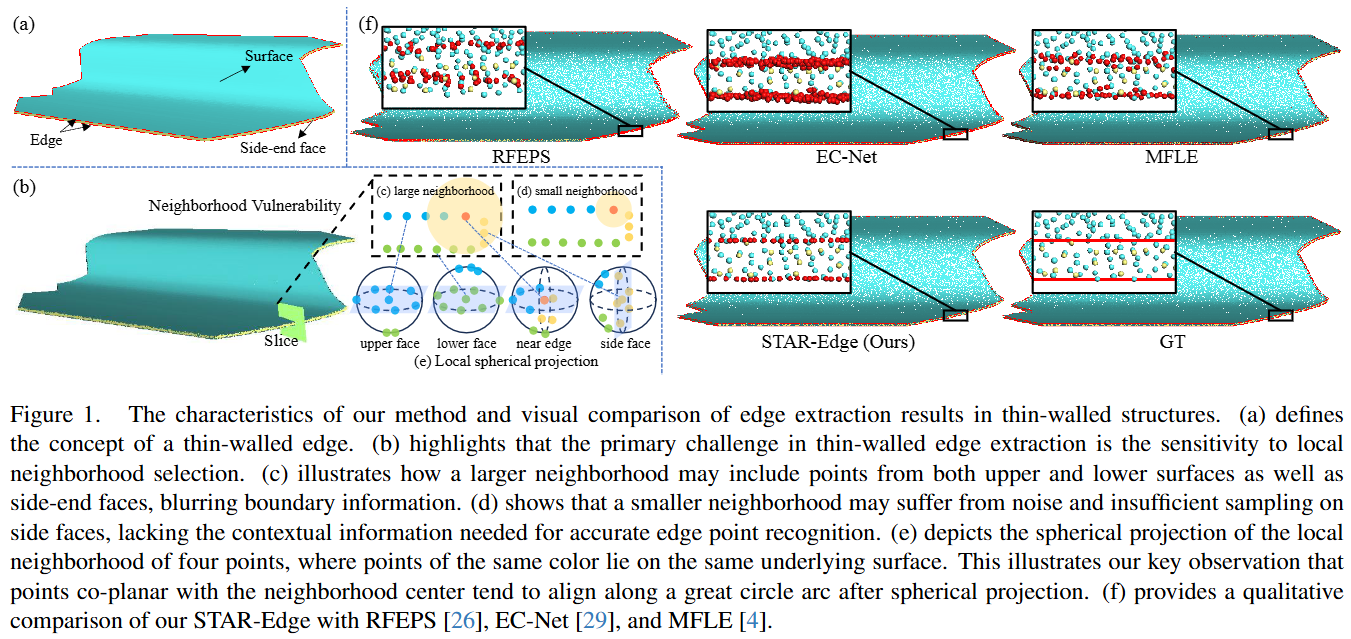 (a)
Surface
Edge
Side-end face
(b)
Neighborhood Vulnerability
Slice
(c) large neighborhood
(d) small neighborhood
upper face
lower face
near edge
side face
(e) Local spherical projection
(f)
RFEPS
EC-Net
MFLE
STAR-Edge (Ours)
GT
Figure 1. The characteristics of our method and visual comparison of edge extraction results in thin-walled structures. (a) defines
the concept of a thin-walled edge. (b) highlights that the primary challenge in thin-walled edge extraction is the sensitivity to local
neighborhood selection. (c) illustrates how a larger neighborhood may include points from both upper and lower surfaces as well as
side-end faces, blurring boundary information. (d) shows that a smaller neighborhood may suffer from noise and insufficient sampling on
side faces, lacking the contextual information needed for accurate edge point recognition. (e) depicts the spherical projection of the local
neighborhood of four points, where points of the same color lie on the same underlying surface. This illustrates our key observation that
points co-planar with the neighborhood center tend to align along a great circle arc after spherical projection. (f) provides a qualitative
comparison of our STAR-Edge with RFEPS [26], EC-Net [29], and MFLE [4].